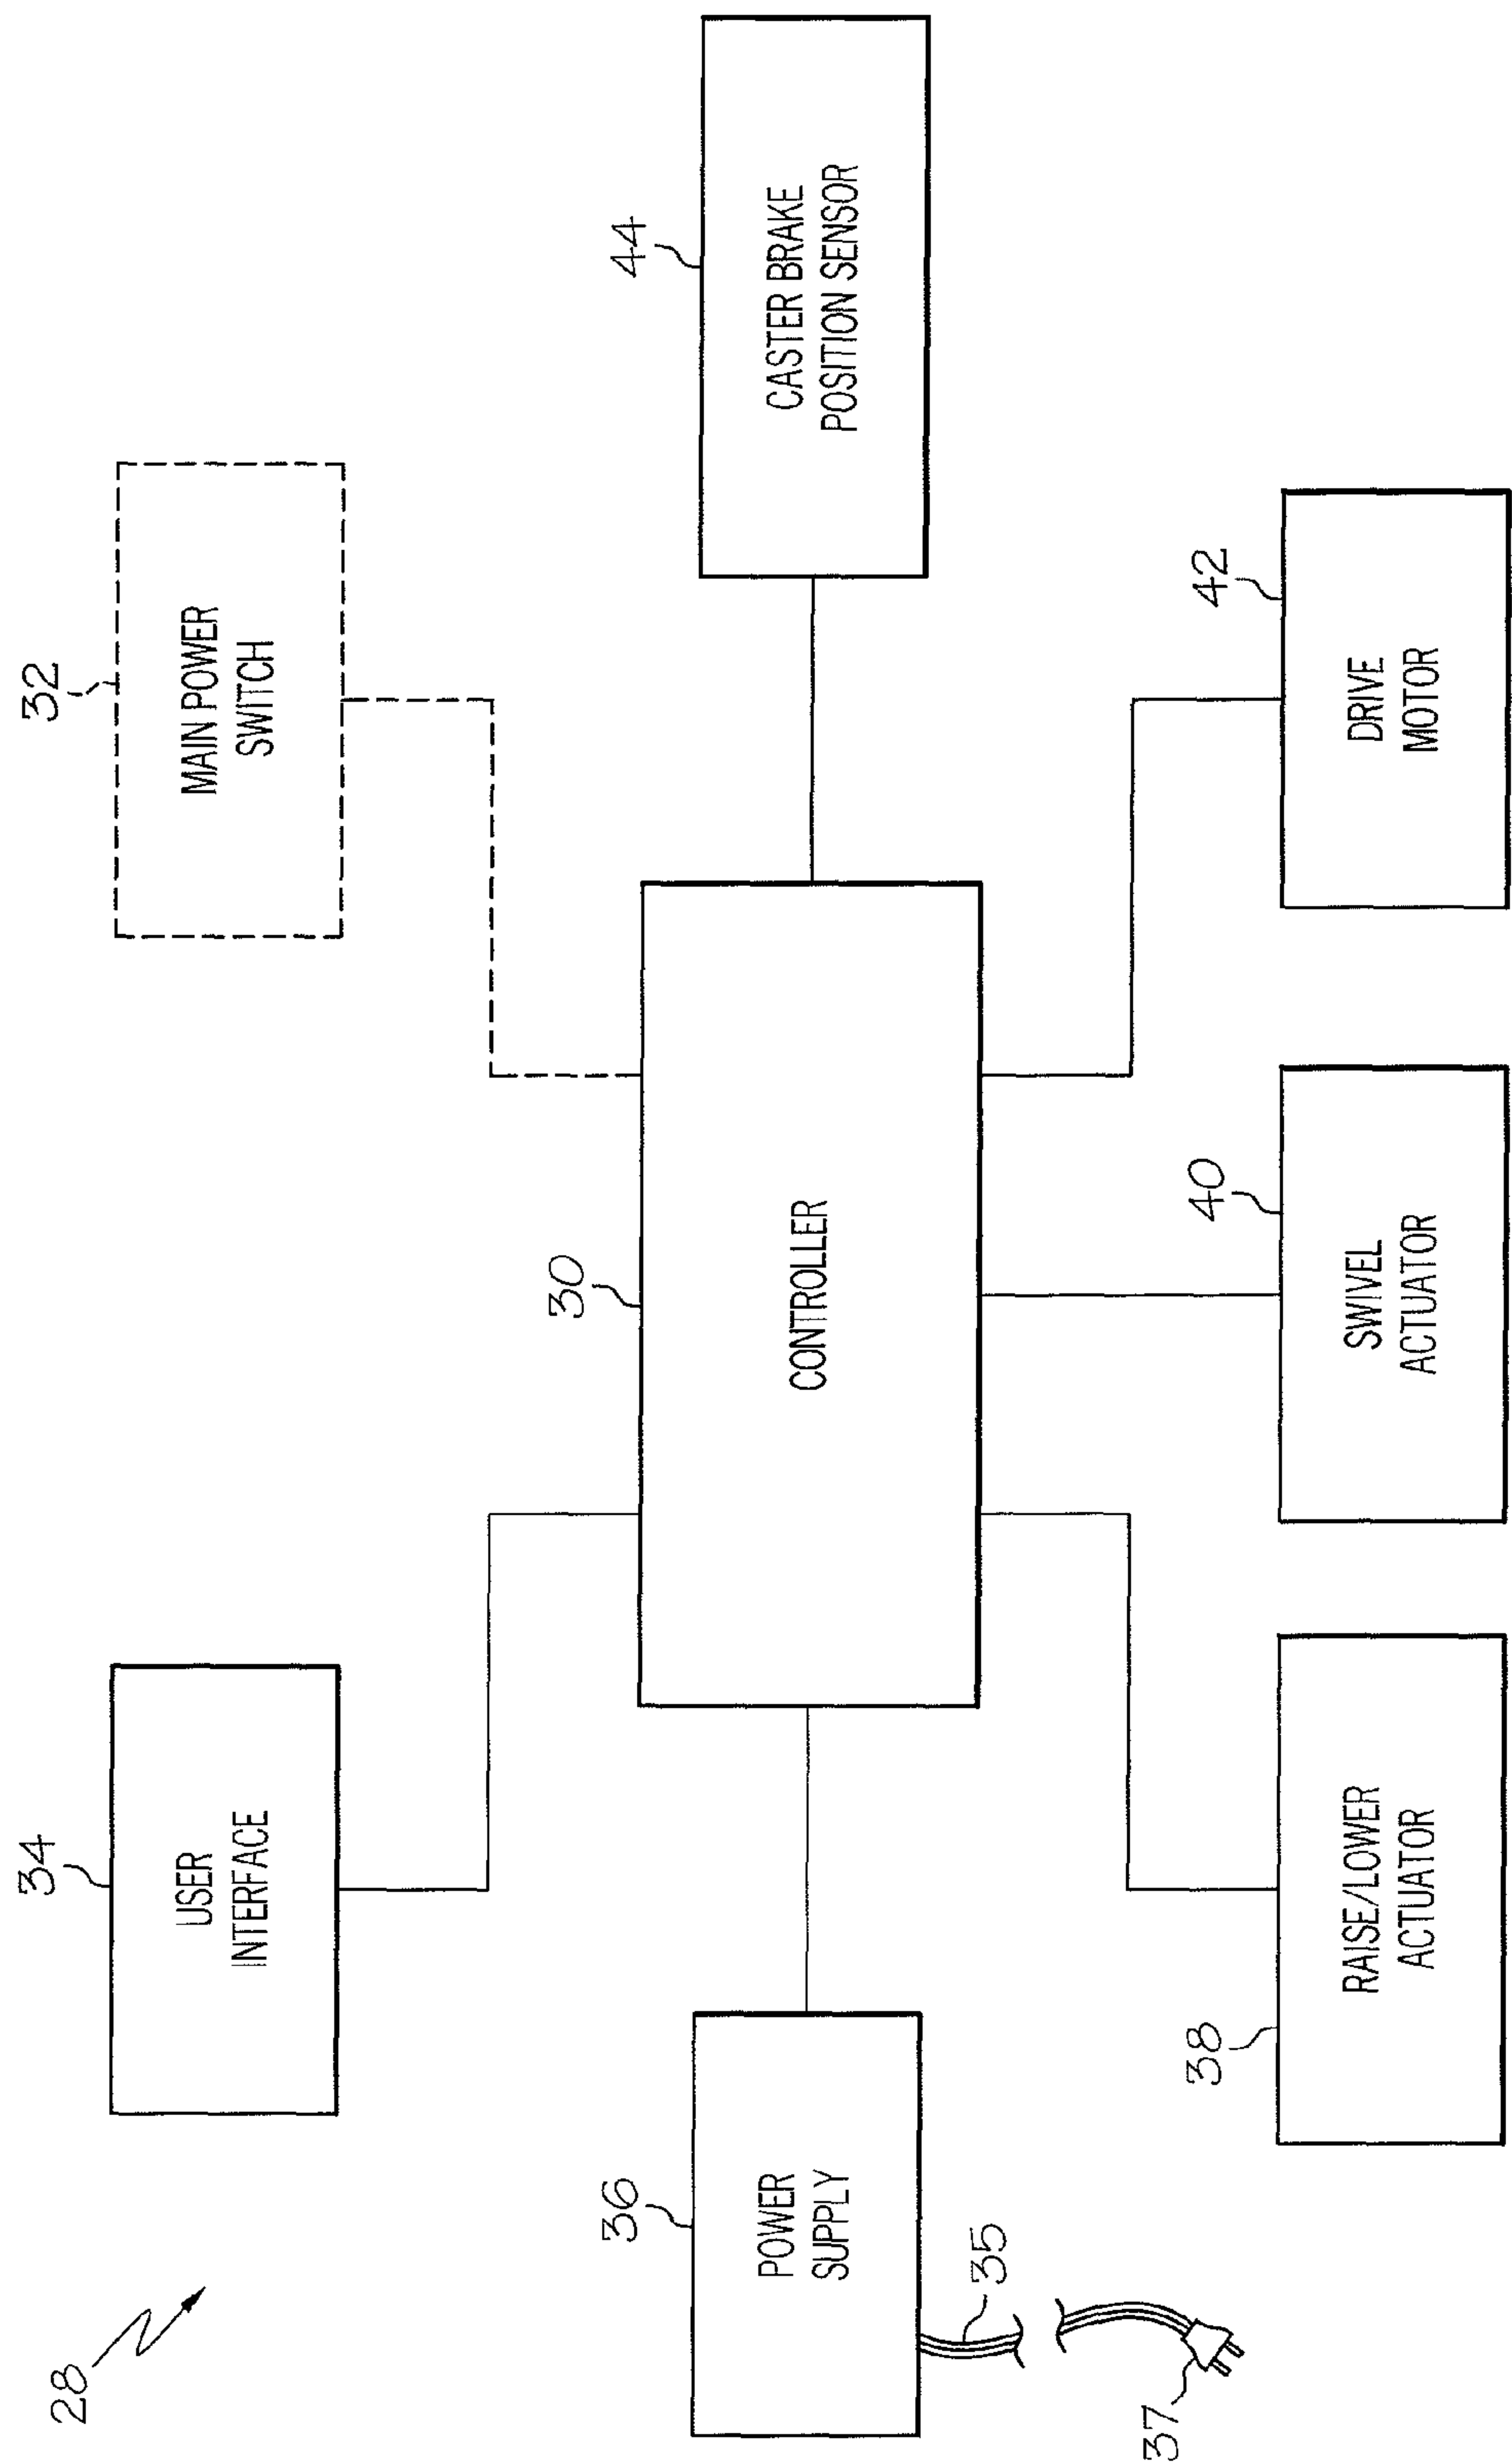 28
34
USER
INTERFACE
32
MAIN POWER
SWITCH
36
POWER
SUPPLY
30
CONTROLLER
44
CASTER BRAKE
POSITION SENSOR
35
37
38
RAISE/LOWER
ACTUATOR
40
SWIVEL
ACTUATOR
42
DRIVE
MOTOR